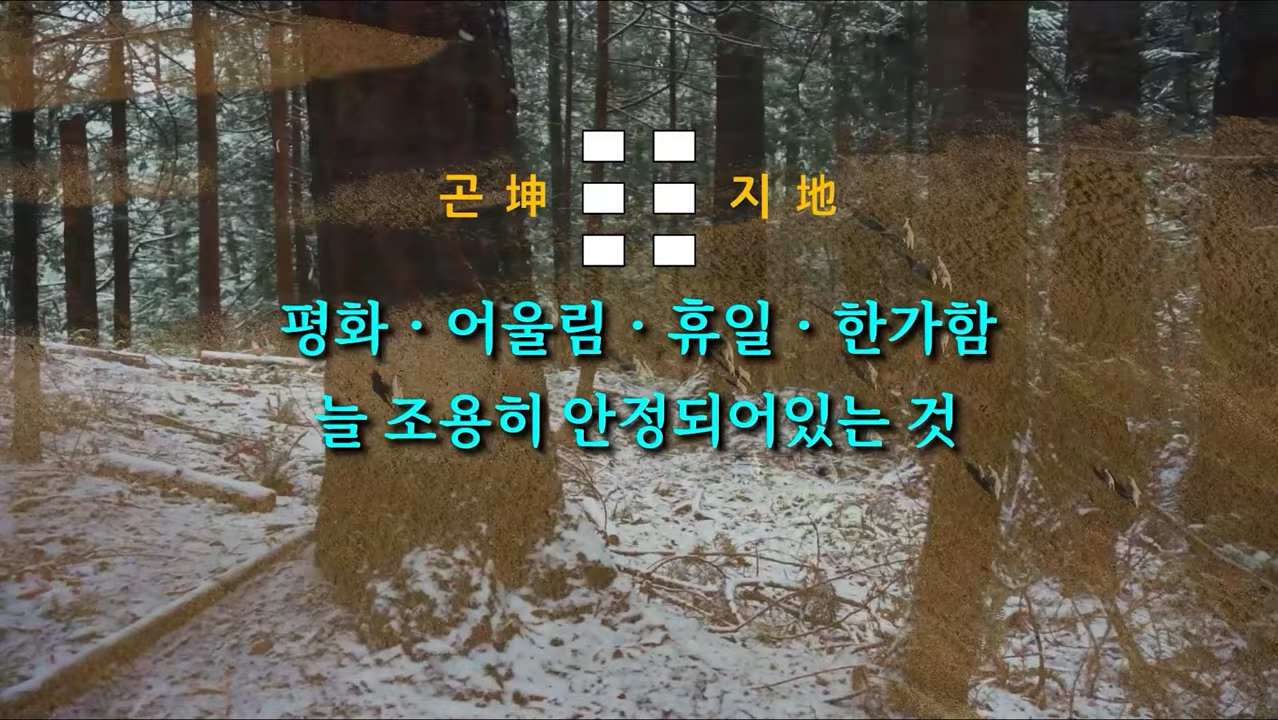 곤 坤 ☷ 지 地
평화 · 어울림 · 휴일 · 한가함
늘 조용히 안정되어있는 것